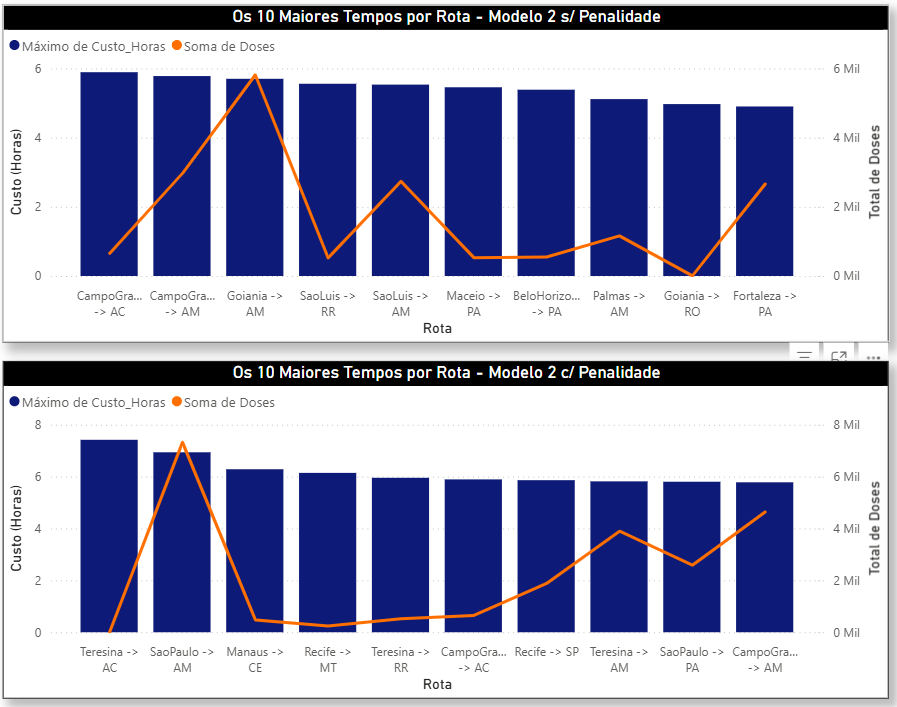 Os 10 Maiores Tempos por Rota - Modelo 2 s/ Penalidade
Máximo de Custo_Horas Soma de Doses
6 6 Mil
4 4 Mil
2 2 Mil
0 0 Mil
Custo (Horas)
Total de Doses
CampoGra... CampoGra... Goiania -> SaoLuis -> SaoLuis -> Maceio -> BeloHorizo... Palmas -> Goiania -> Fortaleza ->
-> AC -> AM AM RR AM PA -> PA AM RO PA
Rota
Os 10 Maiores Tempos por Rota - Modelo 2 c/ Penalidade
Máximo de Custo_Horas Soma de Doses
8 8 Mil
6 6 Mil
4 4 Mil
2 2 Mil
0 0 Mil
Custo (Horas)
Total de Doses
Teresina -> SaoPaulo -> Manaus -> Recife -> Teresina -> CampoGra... Recife -> SP Teresina -> SaoPaulo -> CampoGra...
AC AM CE MT RR -> AC AM PA -> AM
Rota